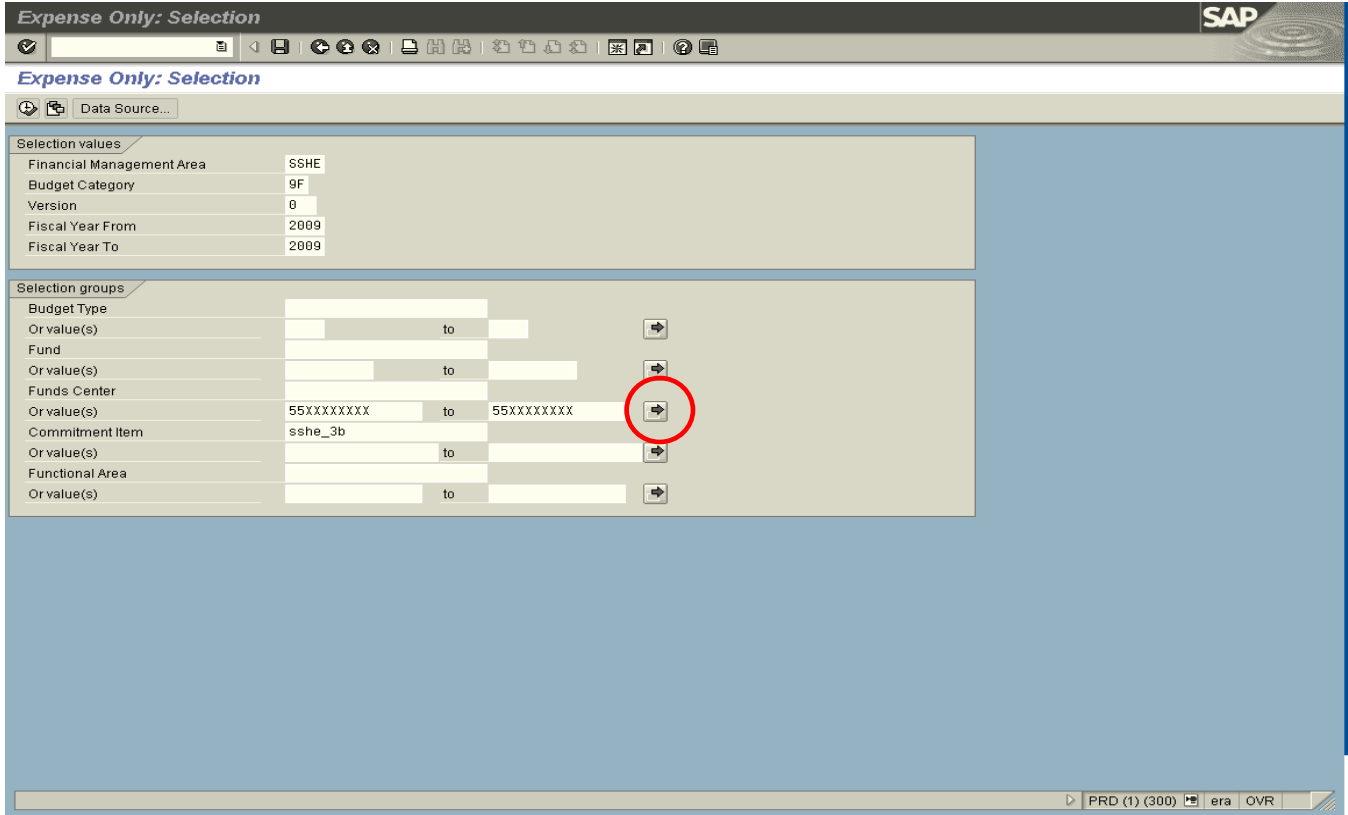 Expense Only: Selection
SAP
Expense Only: Selection
Data Source...
Selection values
Financial Management Area SSHE
Budget Category 9F
Version 0
Fiscal Year From 2009
Fiscal Year To 2009
Selection groups
Budget Type
Or value(s) to
Fund
Or value(s) to
Funds Center
Or value(s) 55XXXXXXXX to 55XXXXXXXX
Commitment Item sshe_3b
Or value(s) to
Functional Area
Or value(s) to
PRD (1) (300) era OVR